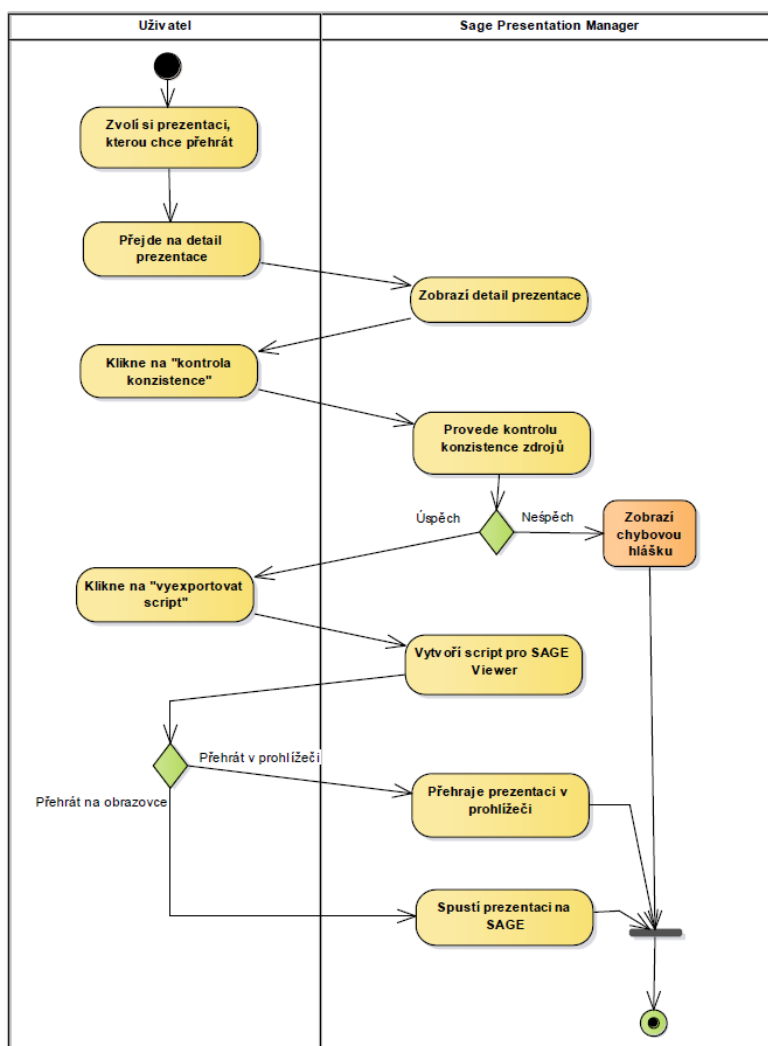 Uživatel
Sage Presentation Manager
Zvolí si prezentaci,
kterou chce přehrát
Přejde na detail
prezentace
Zobrazí detail prezentace
Klikne na "kontrola
konzistence"
Provede kontrolu
konzistence zdrojů
Úspěch
Neśpěch
Zobrazí
chybovou
hlášku
Klikne na "vyexportovat
script"
Vytvoří script pro SAGE
Viewer
Přehrát v prohlížeči
Přehrát na obrazovce
Přehraje prezentaci v
prohlížeči
Spustí prezentaci na
SAGE